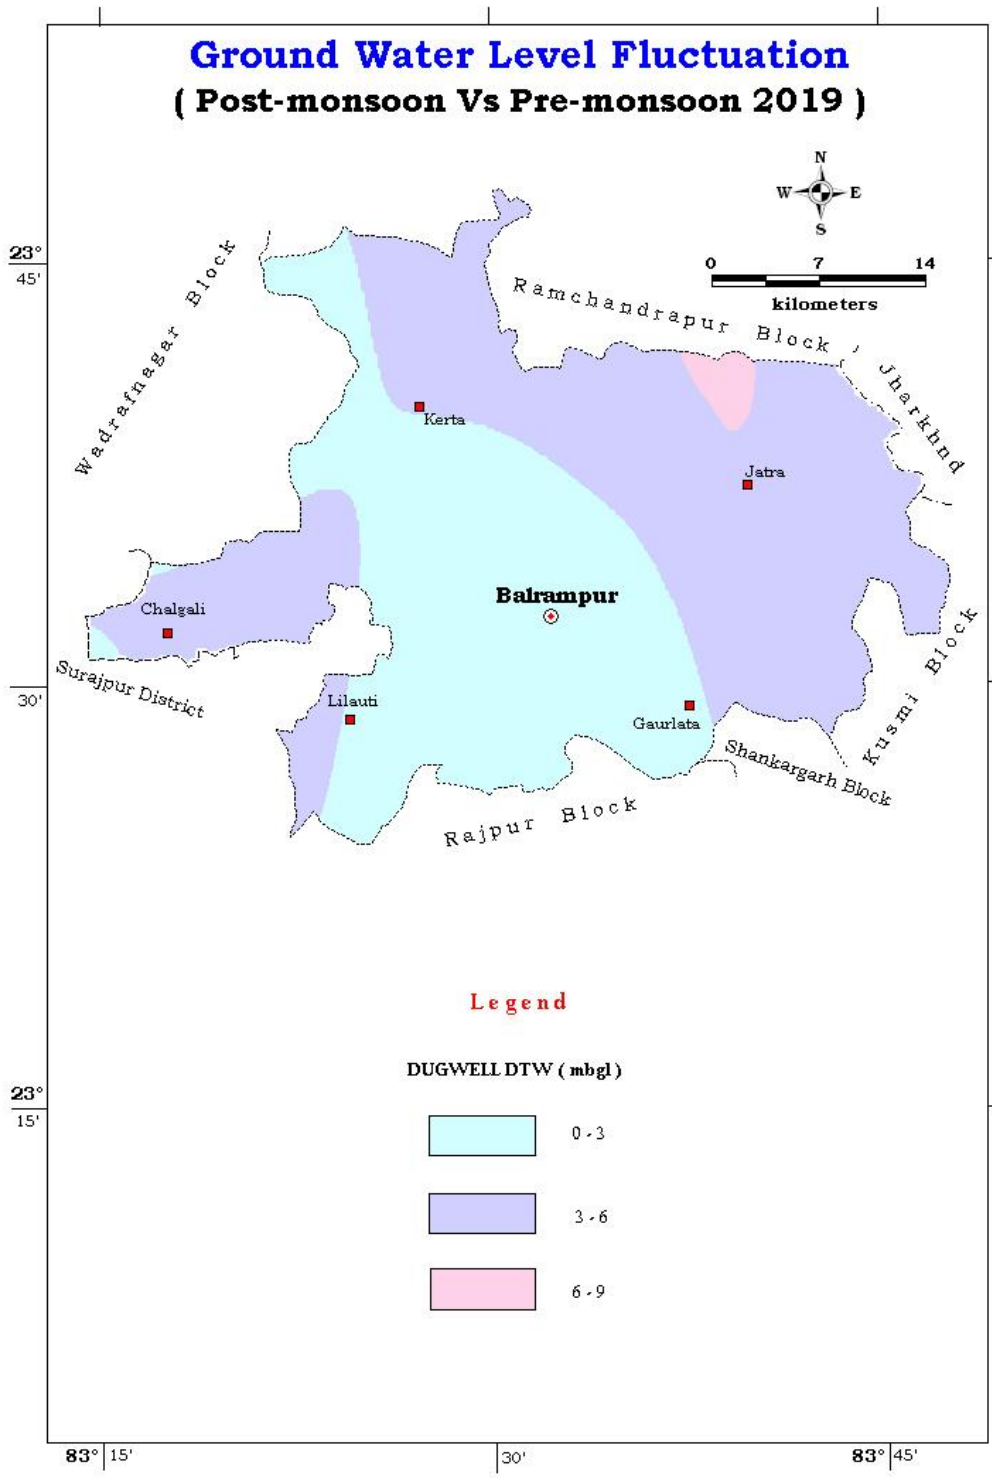 Ground Water Level Fluctuation
( Post-monsoon Vs Pre-monsoon 2019 )
N
W E
S
23°
45'
0 7 14
kilometers
Wadrafnagar Block
Ramchandrapur Block
Jharkhnd
Kerta
Jatra
Balrampur
Chalgali
Surajpur District
30'
Lilauti
Gaurlata
Kusmi Block
Shankargarh Block
Rajpur Block
Legend
DUGWELL DTW ( mbgl )
23°
15'
0 - 3
3 - 6
6 - 9
83° 15'
30'
83° 45'